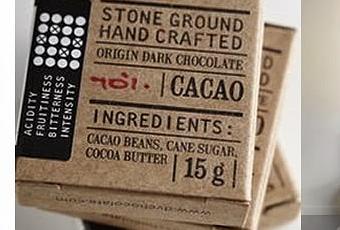 STONE GROUND
HAND CRAFTED
ORIGIN DARK CHOCOLATE
CACAO
INGREDIENTS:
CACAO BEANS, CANE SUGAR,
COCOA BUTTER
15 g
ACIDITY
FRUITINESS
BITTERNESS
INTENSITY